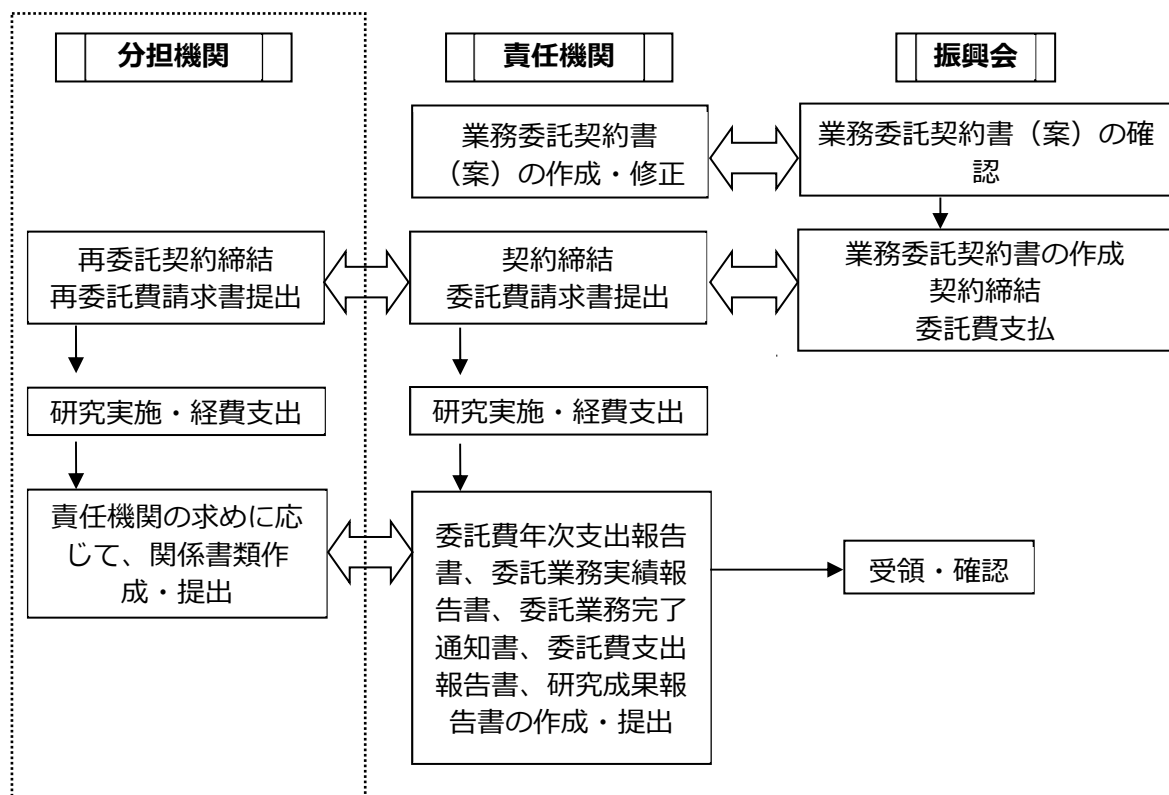 分担機関
責任機関
振興会
業務委託契約書
（案）の作成・修正
業務委託契約書（案）の確
認
再委託契約締結
再委託費請求書提出
契約締結
委託費請求書提出
業務委託契約書の作成
契約締結
委託費支払
研究実施・経費支出
研究実施・経費支出
責任機関の求めに応
じて、関係書類作
成・提出
委託費年次支出報告
書、委託業務実績報
告書、委託業務完了
通知書、委託費支出
報告書、研究成果報
告書の作成・提出
受領・確認